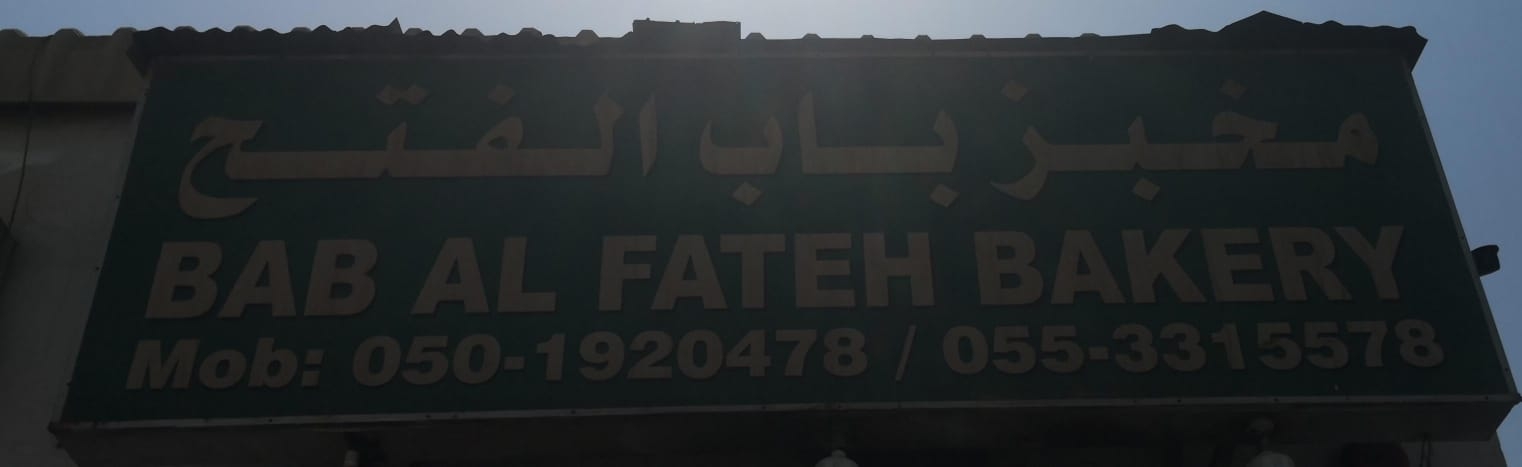 مخبز باب الفتح
BAB AL FATEH BAKERY
Mob: 050-1920478 / 055-3315578